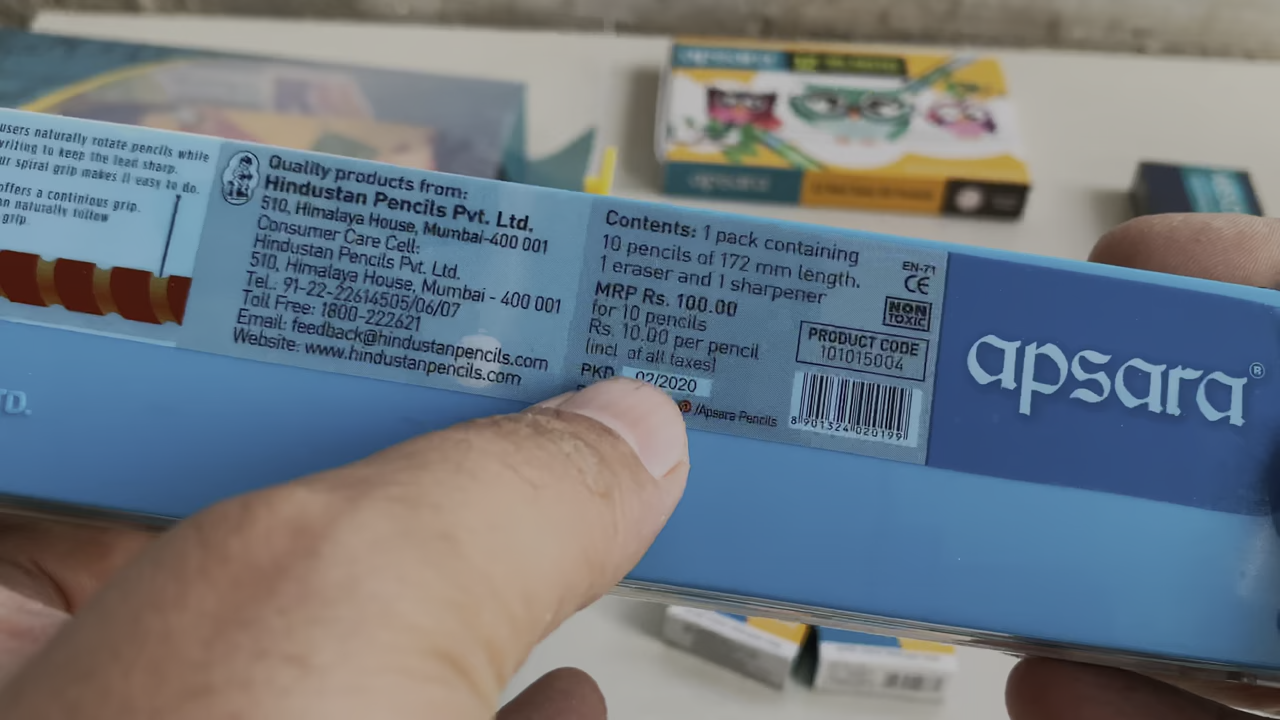 users naturally rotate pencils while
writing to keep the lead sharp.
ur spiral grip makes it easy to do.
offers a continious grip.
an naturally follow
grip.
TD.
Quality products from:
Hindustan Pencils Pvt. Ltd.
510, Himalaya House, Mumbai-400 001
Consumer Care Cell:
Hindustan Pencils Pvt. Ltd.
510, Himalaya House, Mumbai - 400 001
Tel.: 91-22-22614505/06/07
Toll Free: 1800-222621
Email: feedback@hindustanpencils.com
Website: www.hindustanpencils.com
Contents: 1 pack containing
10 pencils of 172 mm length.
1 eraser and 1 sharpener
MRP Rs. 100.00
for 10 pencils
Rs. 10.00 per pencil
(incl. of all taxes)
PKD. 02/2020
/Apsara Pencils
EN-71
CE
NON
TOXIC
PRODUCT CODE
101015004
8 901324 020199
apsara®
apsara
apsara